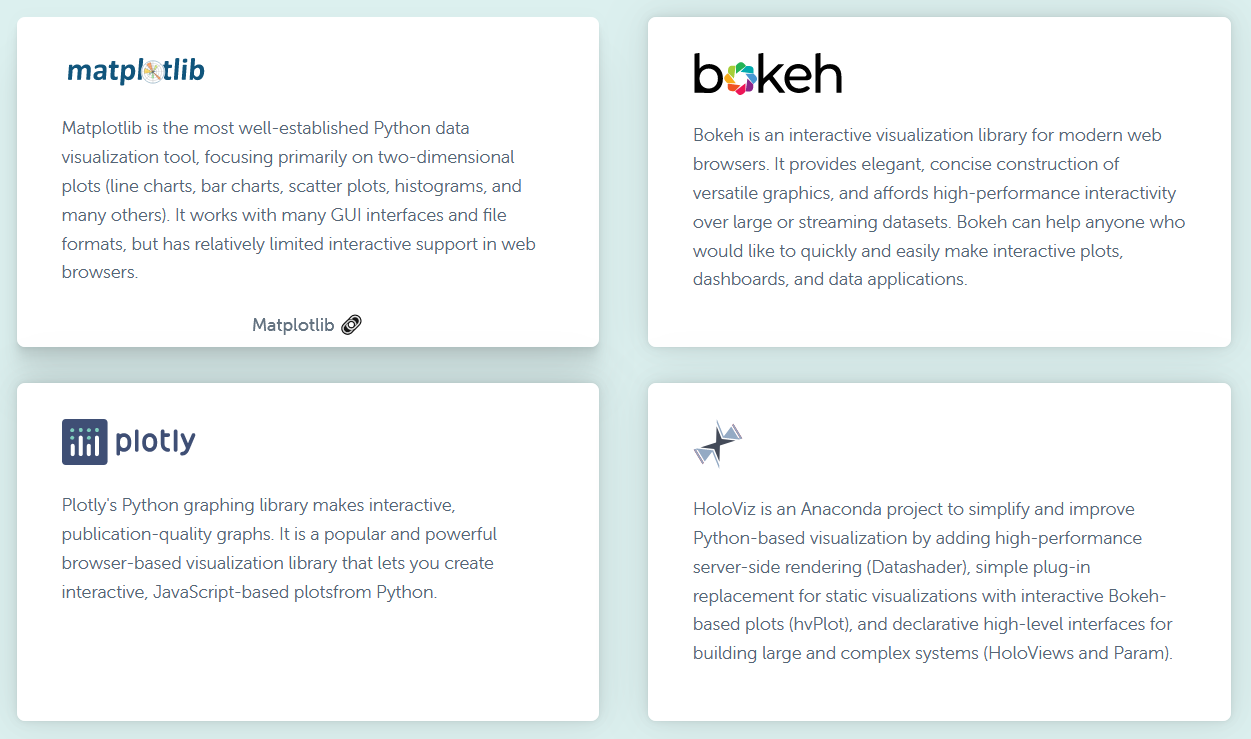 matplotlib
Matplotlib is the most well-established Python data
visualization tool, focusing primarily on two-dimensional
plots (line charts, bar charts, scatter plots, histograms, and
many others). It works with many GUI interfaces and file
formats, but has relatively limited interactive support in web
browsers.
Matplotlib
bokeh
Bokeh is an interactive visualization library for modern web
browsers. It provides elegant, concise construction of
versatile graphics, and affords high-performance interactivity
over large or streaming datasets. Bokeh can help anyone who
would like to quickly and easily make interactive plots,
dashboards, and data applications.
plotly
Plotly's Python graphing library makes interactive,
publication-quality graphs. It is a popular and powerful
browser-based visualization library that lets you create
interactive, JavaScript-based plotsfrom Python.
HoloViz is an Anaconda project to simplify and improve
Python-based visualization by adding high-performance
server-side rendering (Datashader), simple plug-in
replacement for static visualizations with interactive Bokeh-
based plots (hvPlot), and declarative high-level interfaces for
building large and complex systems (HoloViews and Param).